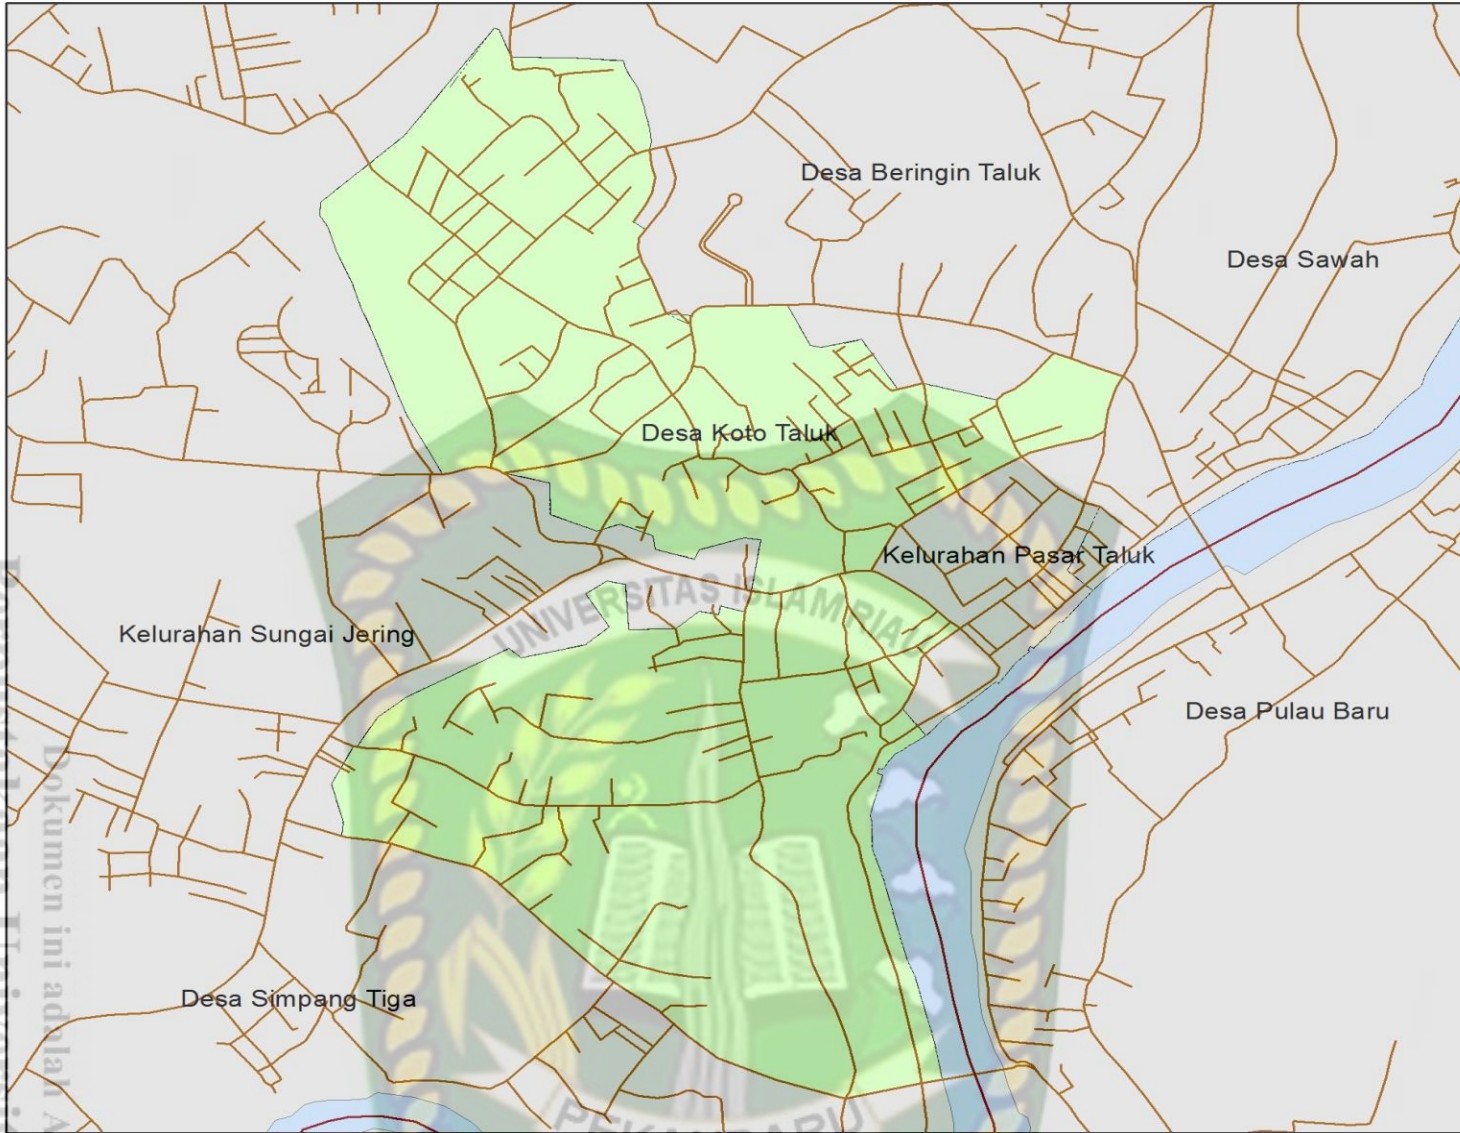 Desa Beringin Taluk
Desa Sawah
Desa Koto Taluk
Kelurahan Pasar Taluk
UNIVERSITAS ISLAM RIAU
Kelurahan Sungai Jering
Desa Pulau Baru
Dokumen ini adalah A
Desa Simpang Tiga
PEKANBARU